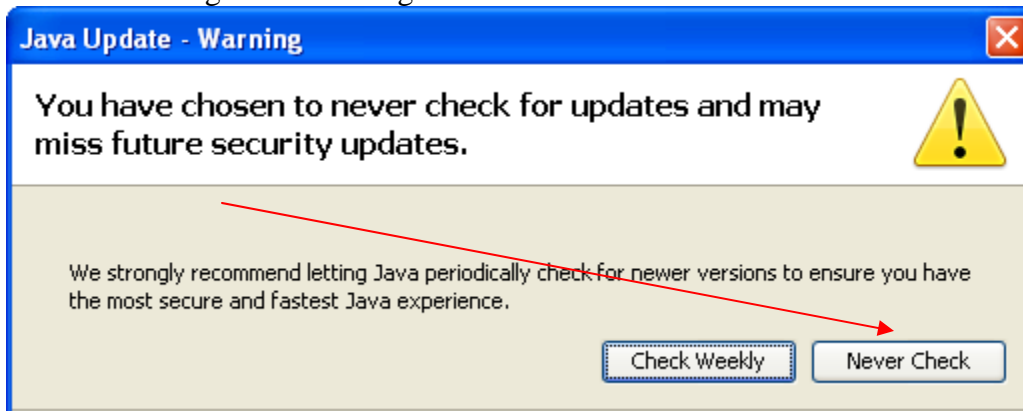 Java Update - Warning
You have chosen to never check for updates and may
miss future security updates.
We strongly recommend letting Java periodically check for newer versions to ensure you have
the most secure and fastest Java experience.
Check Weekly
Never Check